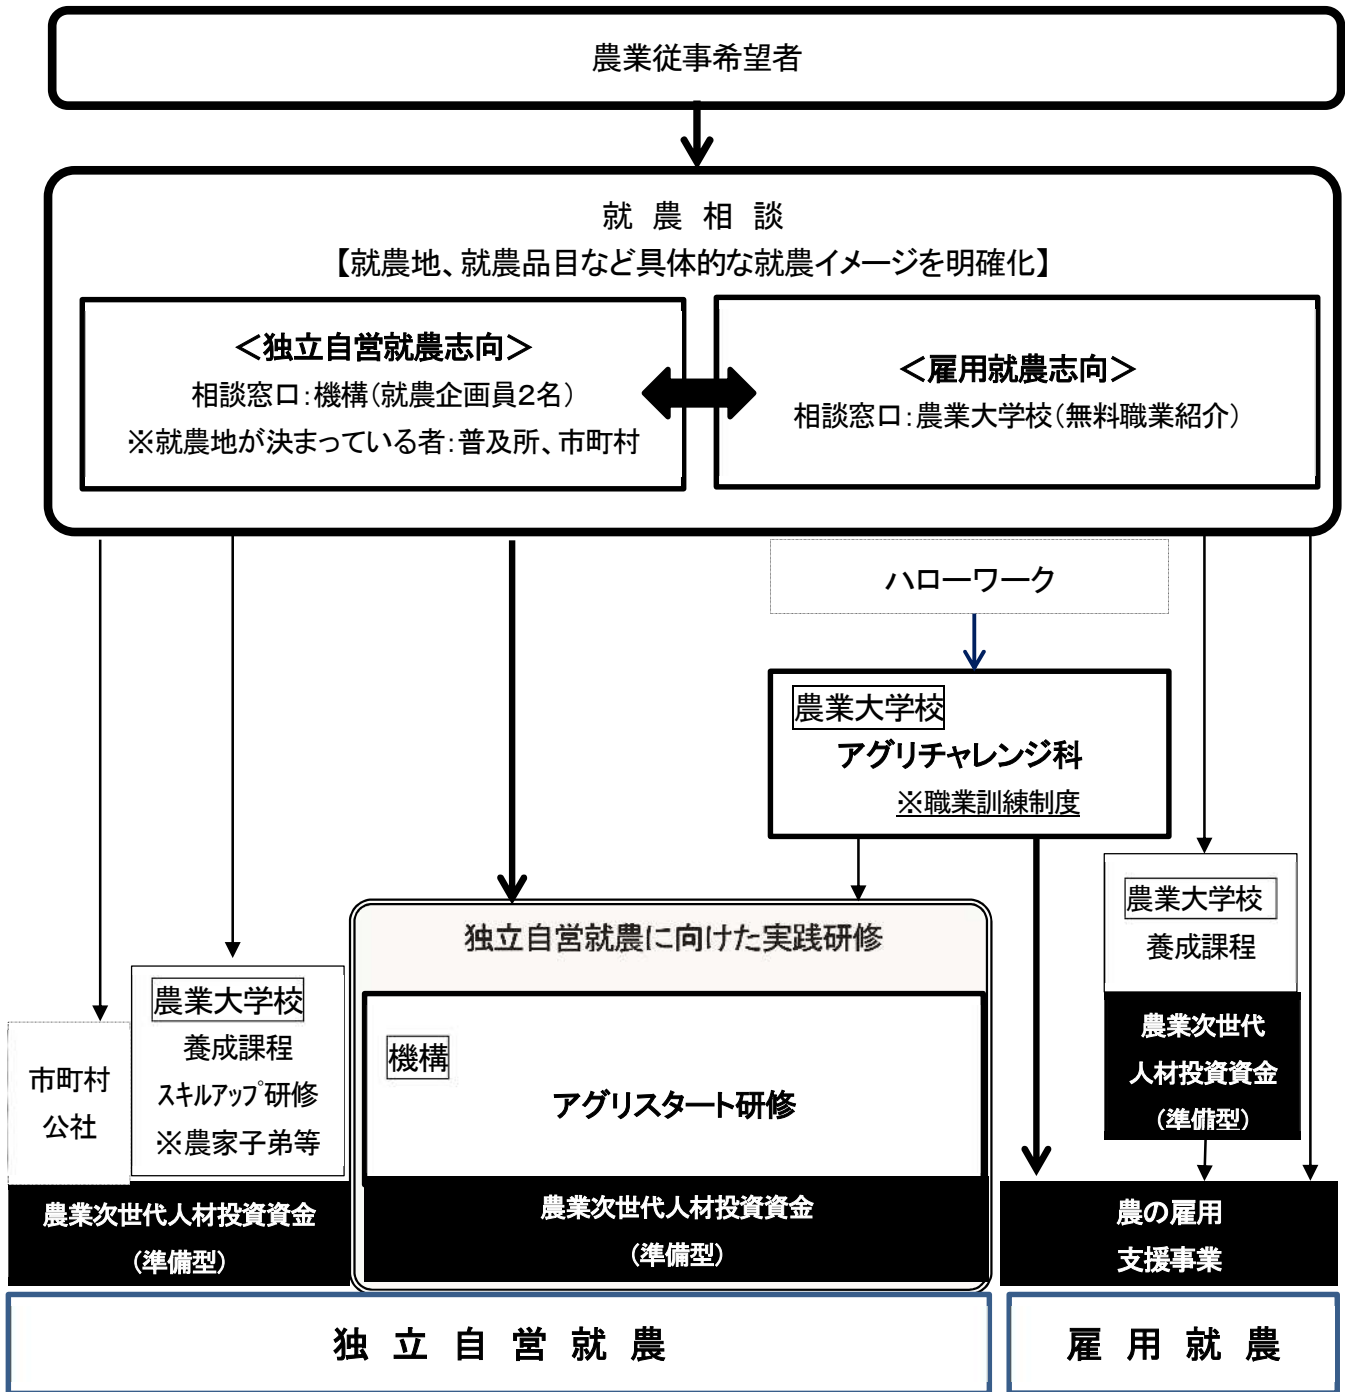 農業従事希望者
就 農 相 談
【就農地、就農品目など具体的な就農イメージを明確化】
＜独立自営就農志向＞
相談窓口：機構（就農企画員２名）
※就農地が決まっている者：普及所、市町村
＜雇用就農志向＞
相談窓口：農業大学校（無料職業紹介）
ハローワーク
農業大学校
アグリチャレンジ科
※職業訓練制度
農業大学校
養成課程
農業次世代
人材投資資金
（準備型）
市町村
公社
農業大学校
養成課程
スキルアップ研修
※農家子弟等
農業次世代人材投資資金
（準備型）
独立自営就農に向けた実践研修
機構
アグリスタート研修
農業次世代人材投資資金
（準備型）
農の雇用
支援事業
独 立 自 営 就 農
雇 用 就 農